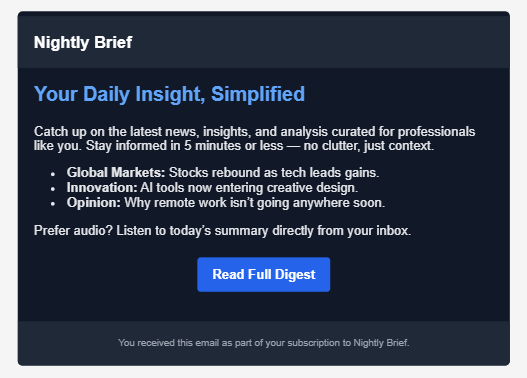 Nightly Brief
Your Daily Insight, Simplified
Catch up on the latest news, insights, and analysis curated for professionals
like you. Stay informed in 5 minutes or less — no clutter, just context.
• Global Markets: Stocks rebound as tech leads gains.
• Innovation: AI tools now entering creative design.
• Opinion: Why remote work isn’t going anywhere soon.
Prefer audio? Listen to today’s summary directly from your inbox.
Read Full Digest
You received this email as part of your subscription to Nightly Brief.